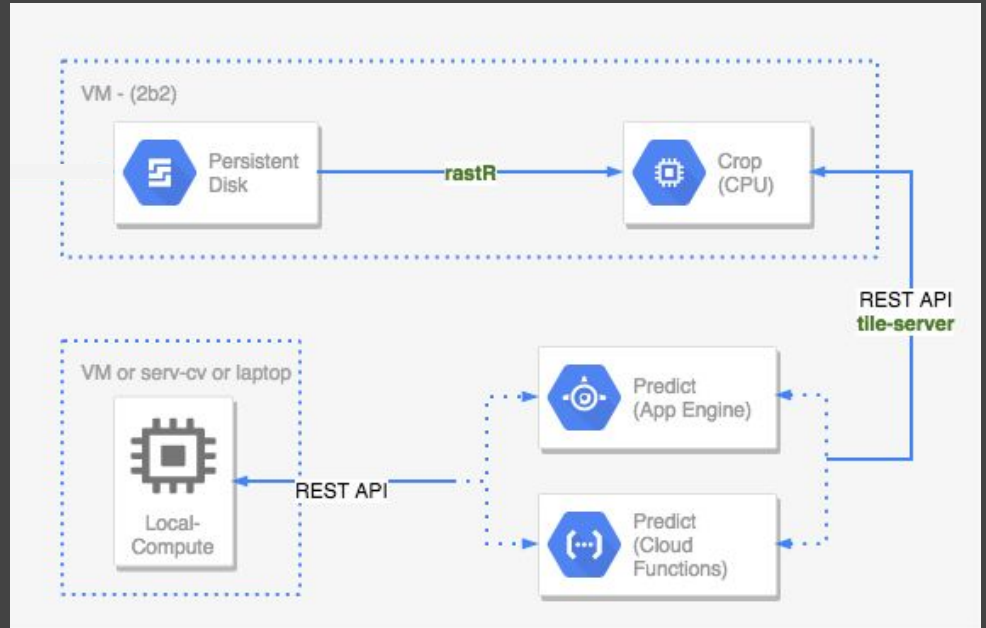 VM - (2b2)
Persistent
Disk
rastR
Crop
(CPU)
REST API
tile-server
VM or serv-cv or laptop
Local-
Compute
REST API
Predict
(App Engine)
Predict
(Cloud
Functions)